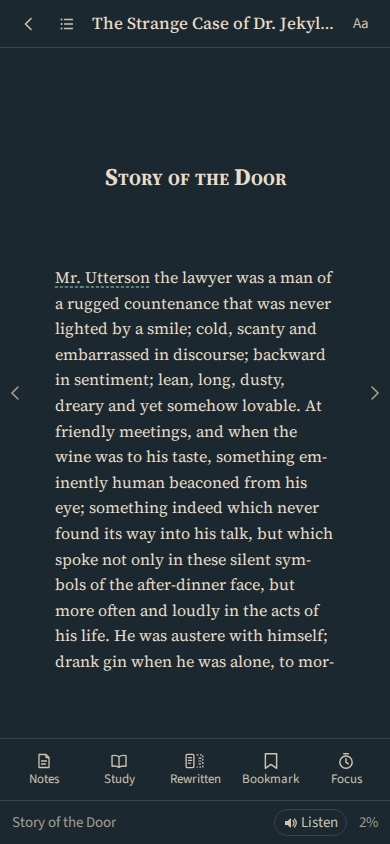 The Strange Case of Dr. Jekyl... Aa
Story of the Door
Mr. Utterson the lawyer was a man of
a rugged countenance that was never
lighted by a smile; cold, scanty and
embarrassed in discourse; backward
in sentiment; lean, long, dusty,
dreary and yet somehow lovable. At
friendly meetings, and when the
wine was to his taste, something em-
inently human beaconed from his
eye; something indeed which never
found its way into his talk, but which
spoke not only in these silent sym-
bols of the after-dinner face, but
more often and loudly in the acts of
his life. He was austere with himself;
drank gin when he was alone, to mor-
Notes Study Rewritten Bookmark Focus
Story of the Door Listen 2%